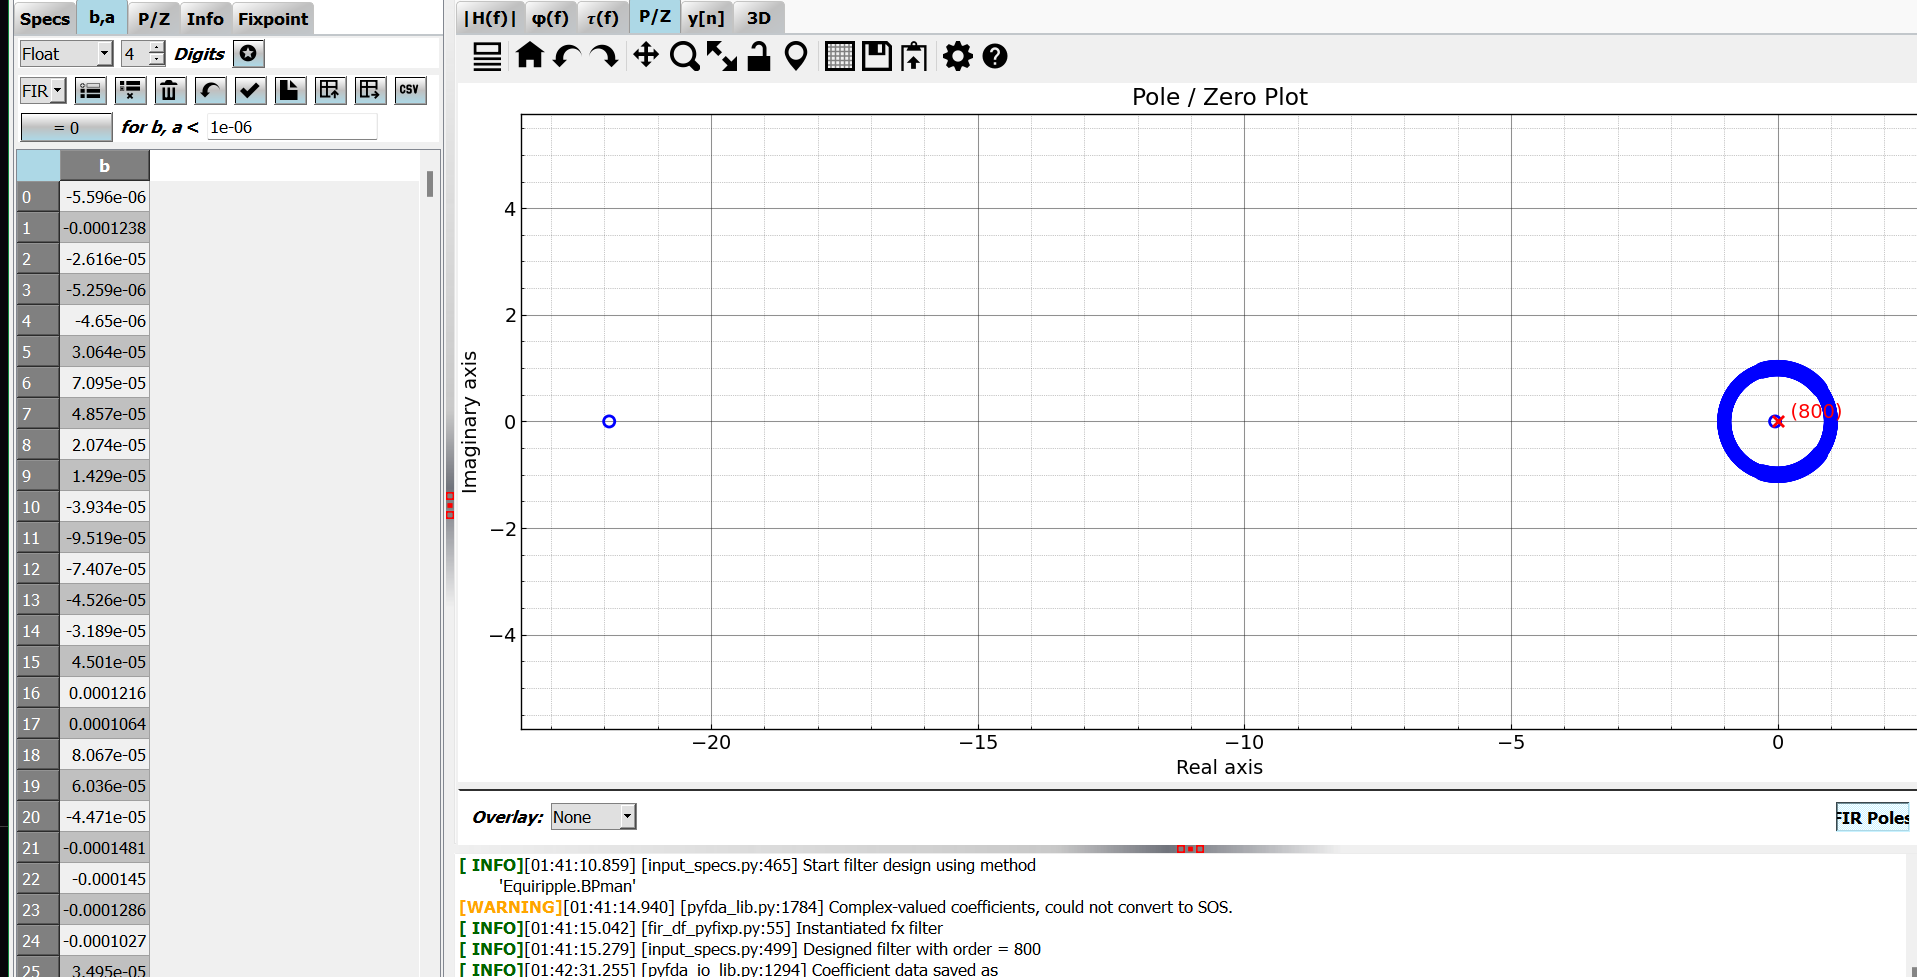 Specs b,a P/Z Info Fixpoint
Float 4 Digits
FIR CSV
= 0 for b, a < 1e-06
b
0 -5.596e-06
1 -0.0001238
2 -2.616e-05
3 -5.259e-06
4 -4.65e-06
5 3.064e-05
6 7.095e-05
7 4.857e-05
8 2.074e-05
9 1.429e-05
10 -3.934e-05
11 -9.519e-05
12 -7.407e-05
13 -4.526e-05
14 -3.189e-05
15 4.501e-05
16 0.0001216
17 0.0001064
18 8.067e-05
19 6.036e-05
20 -4.471e-05
21 -0.0001481
22 -0.000145
23 -0.0001286
24 -0.0001027
25 3.495e-05
|H(f)| φ(f) τ(f) P/Z y[n] 3D
Pole / Zero Plot
Imaginary axis
4
2
0
−2
−4
(800)
−20 −15 −10 −5 0
Real axis
Overlay: None FIR Poles
[ INFO][01:41:10.859] [input_specs.py:465] Start filter design using method
'Equiripple.BPman'
[WARNING][01:41:14.940] [pyfda_lib.py:1784] Complex-valued coefficients, could not convert to SOS.
[ INFO][01:41:15.042] [fir_df_pyfixp.py:55] Instantiated fx filter
[ INFO][01:41:15.279] [input_specs.py:499] Designed filter with order = 800
[ INFO][01:42:31.255] [pyfda_io_lib.py:1294] Coefficient data saved as